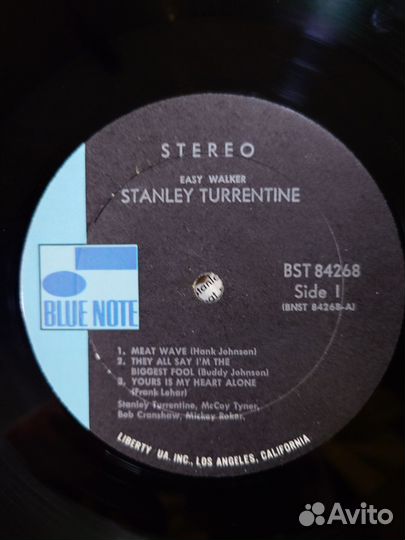 STEREO
EASY WALKER
STANLEY TURRENTINE
BST 84268
Side 1
(BNST 84268-A)
BLUE NOTE
1. MEAT WAVE (Hank Johnson)
2. THEY ALL SAY I'M THE
BIGGEST FOOL (Buddy Johnson)
3. YOURS IS MY HEART ALONE
(Frank Lehar)
Stanley Turrentine, McCoy Tyner,
Bob Cranshaw, Mickey Roker.
LIBERTY UA. INC., LOS ANGELES, CALIFORNIA
Avito